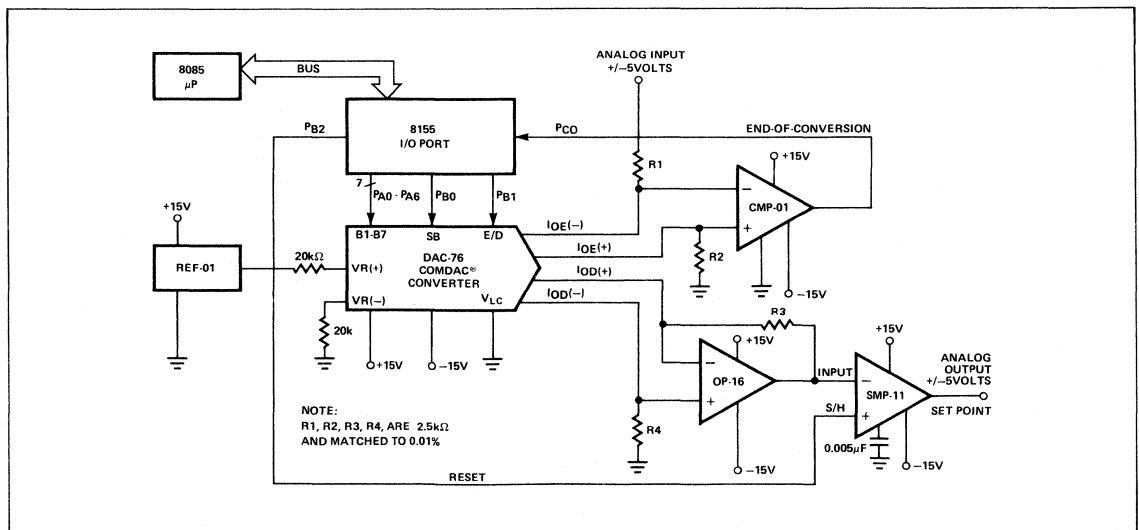 8085
μP
BUS
ANALOG INPUT
+/−5VOLTS
PB2
8155
I/O PORT
PCO
END-OF-CONVERSION
R1
+15V
−
CMP-01
+
7
PA0 - PA6
PB0
PB1
+15V
IOE(−)
B1-B7
SB
E/D
IOE(+)
R2
−15V
REF-01
20kΩ
VR(+)
DAC-76
COMDAC®
CONVERTER
IOD(+)
VR(−)
VLC
IOD(−)
R3
20k
+15V
−15V
+15V
+15V
−
OP-16
+
INPUT
−
SMP-11
+
ANALOG
OUTPUT
+/−5VOLTS
SET POINT
S/H
NOTE:
R1, R2, R3, R4, ARE 2.5kΩ
AND MATCHED TO 0.01%
R4
0.005μF
−15V
−15V
RESET